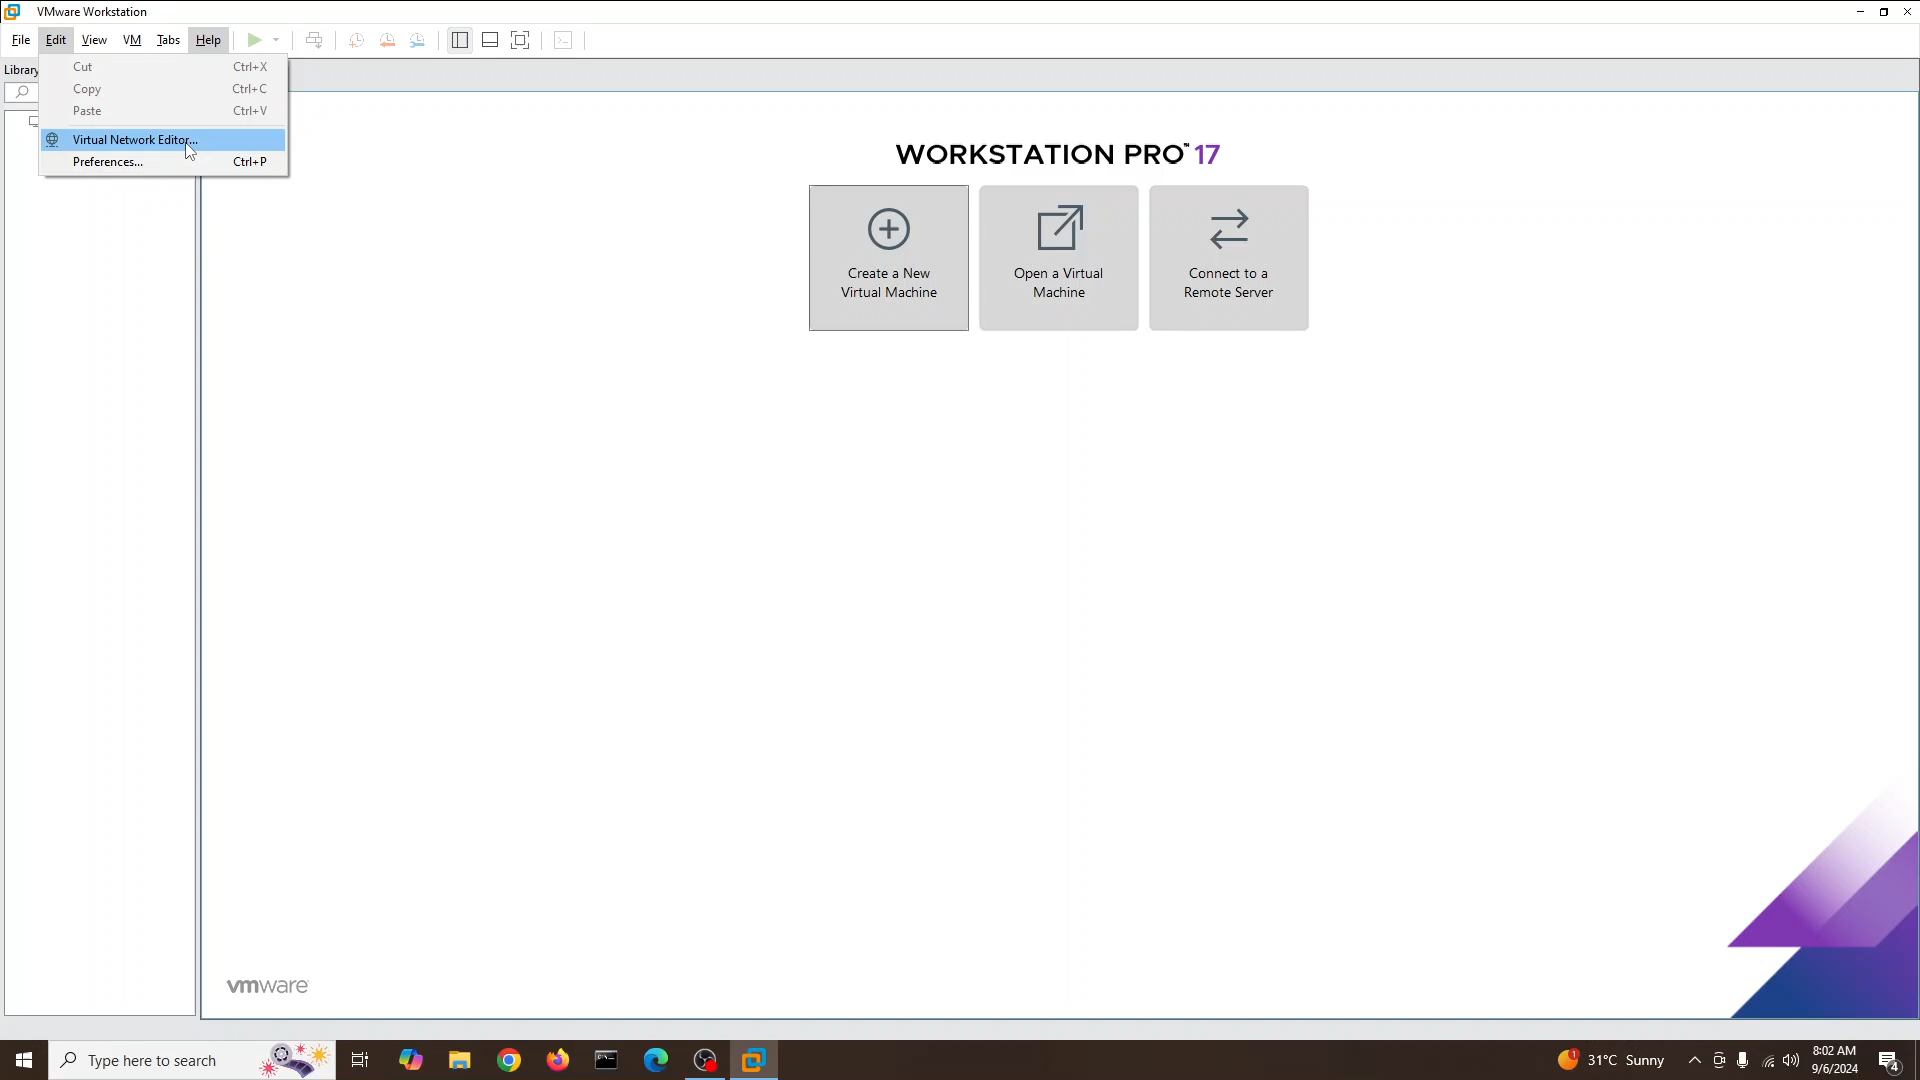 VMware Workstation
File Edit View VM Tabs Help
Library
Cut Ctrl+X
Copy Ctrl+C
Paste Ctrl+V
Virtual Network Editor...
Preferences... Ctrl+P
WORKSTATION PRO™ 17
Create a New
Virtual Machine
Open a Virtual
Machine
Connect to a
Remote Server
vmware
Type here to search
1
31°C Sunny
8:02 AM
9/6/2024
4